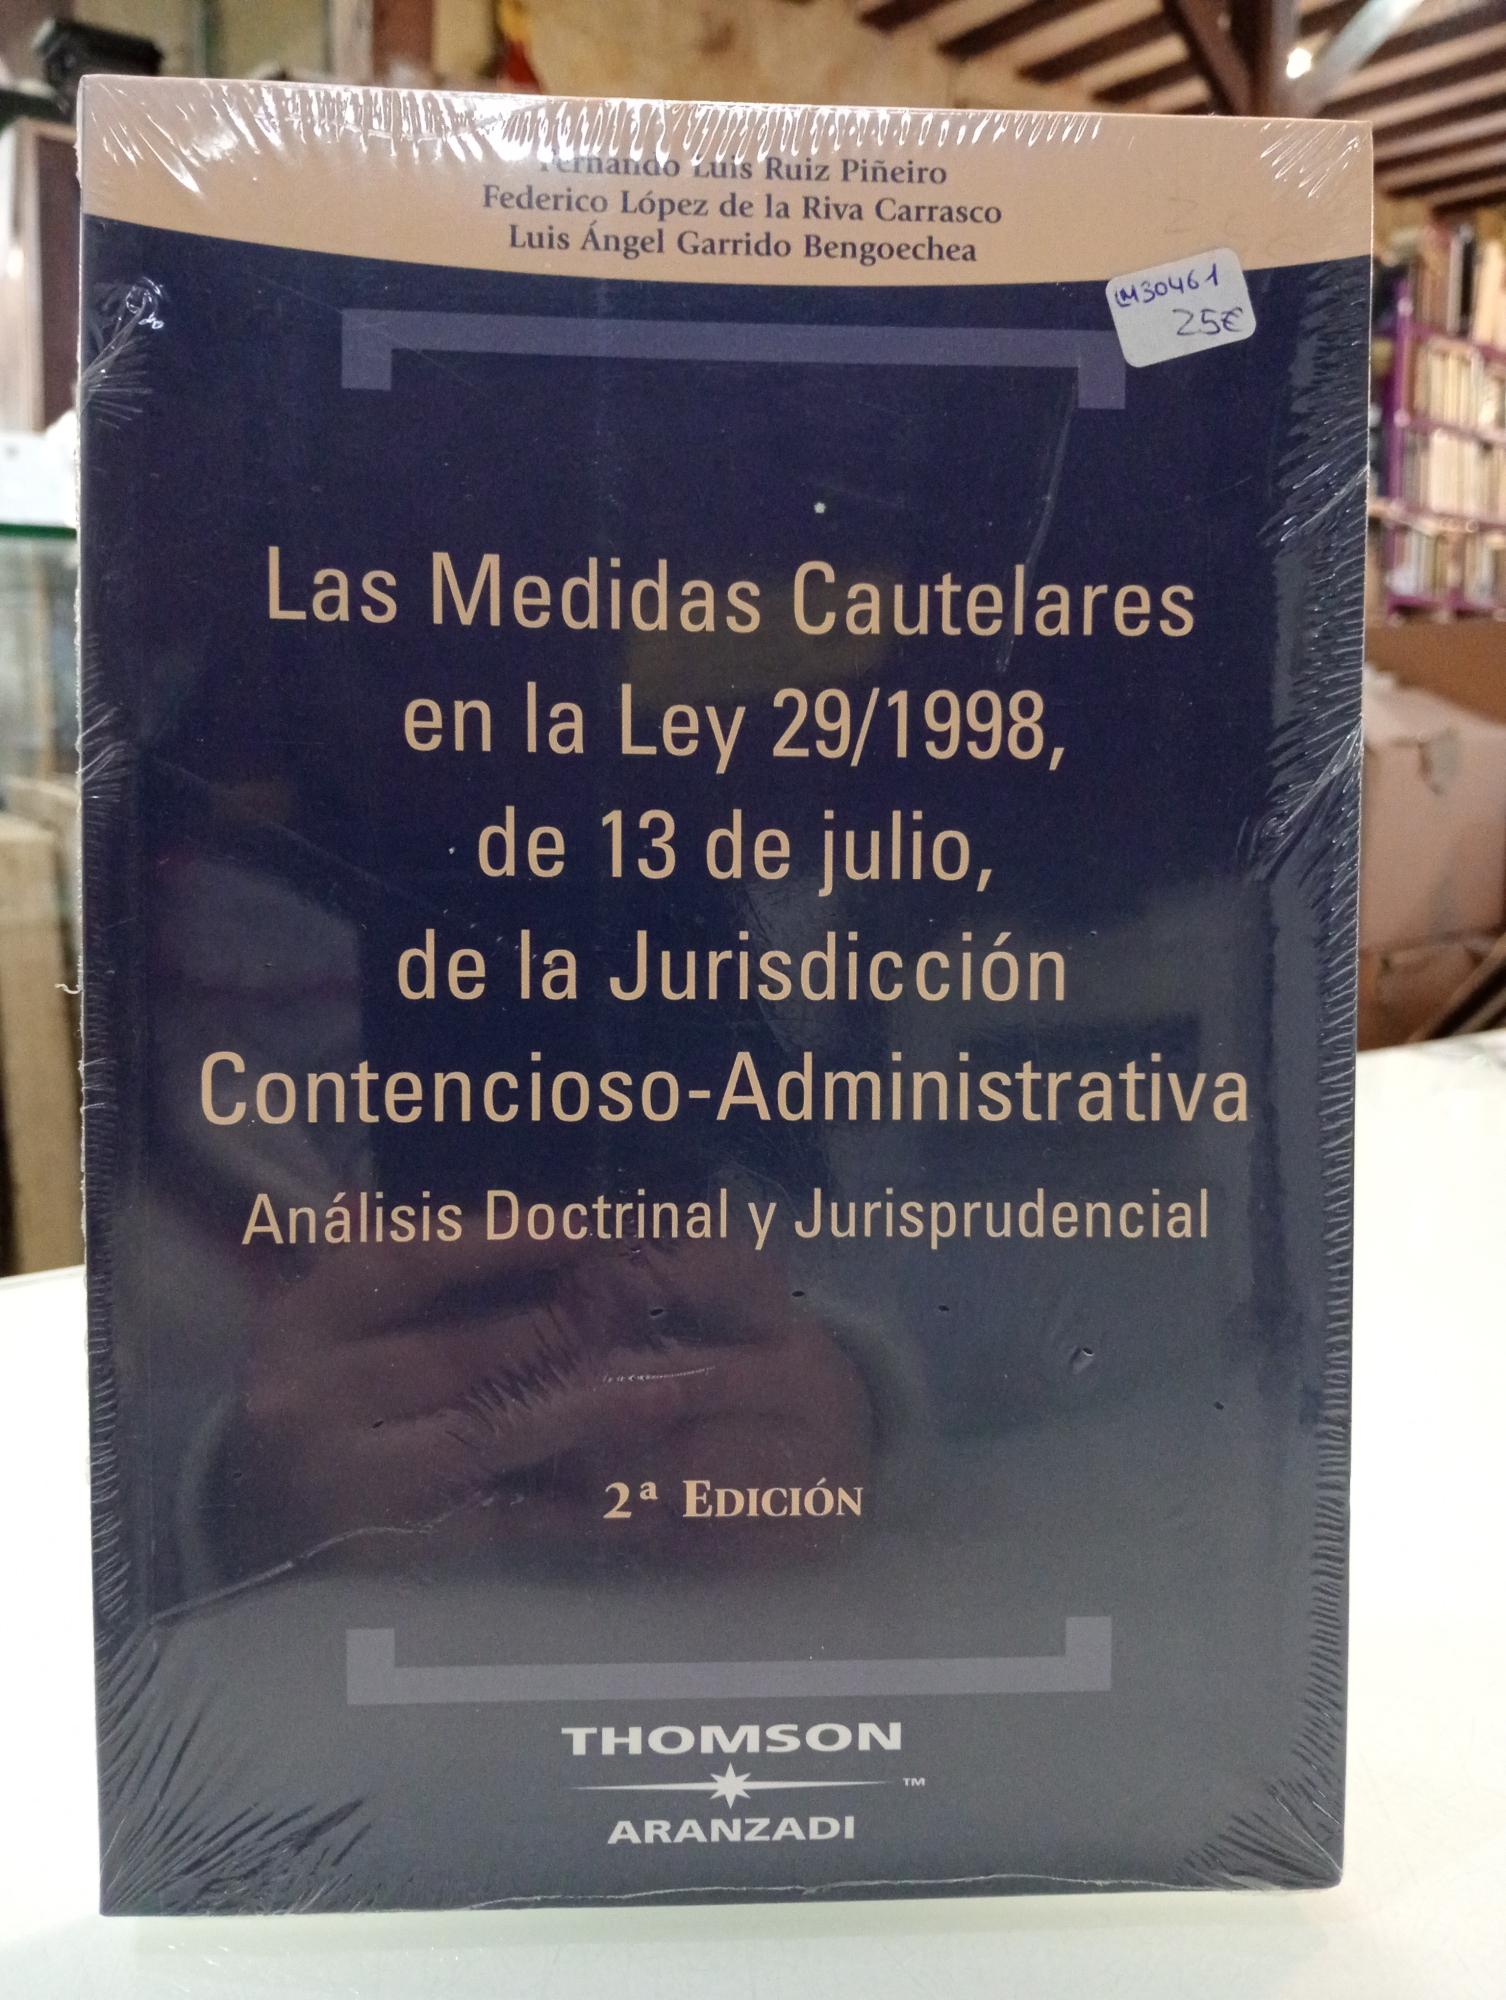 Fernando Luis Ruiz Piñeiro
Federico López de la Riva Carrasco
Luis Ángel Garrido Bengoechea
LM30461
25€
Las Medidas Cautelares
en la Ley 29/1998,
de 13 de julio,
de la Jurisdicción
Contencioso-Administrativa
Análisis Doctrinal y Jurisprudencial
2ª EDICIÓN
THOMSON
™
ARANZADI